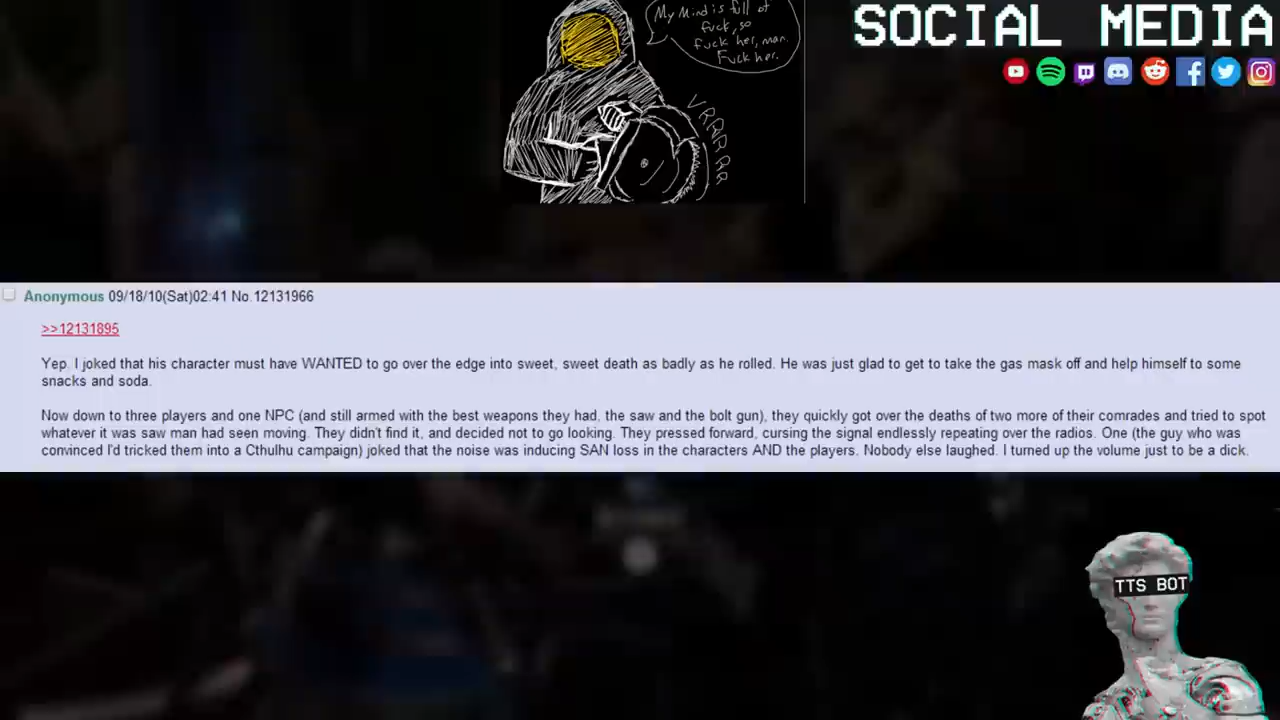 My Mind is full of
fuck, so
fuck her, man.
Fuck her.
SOCIAL MEDIA
VRRRRR
Anonymous 09/18/10(Sat)02:41 No.12131966
>>12131895
Yep. I joked that his character must have WANTED to go over the edge into sweet, sweet death as badly as he rolled. He was just glad to get to take the gas mask off and help himself to some
snacks and soda.
Now down to three players and one NPC (and still armed with the best weapons they had, the saw and the bolt gun), they quickly got over the deaths of two more of their comrades and tried to spot
whatever it was saw man had seen moving. They didn't find it, and decided not to go looking. They pressed forward, cursing the signal endlessly repeating over the radios. One (the guy who was
convinced I'd tricked them into a Cthulhu campaign) joked that the noise was inducing SAN loss in the characters AND the players. Nobody else laughed. I turned up the volume just to be a dick.
TTS BOT